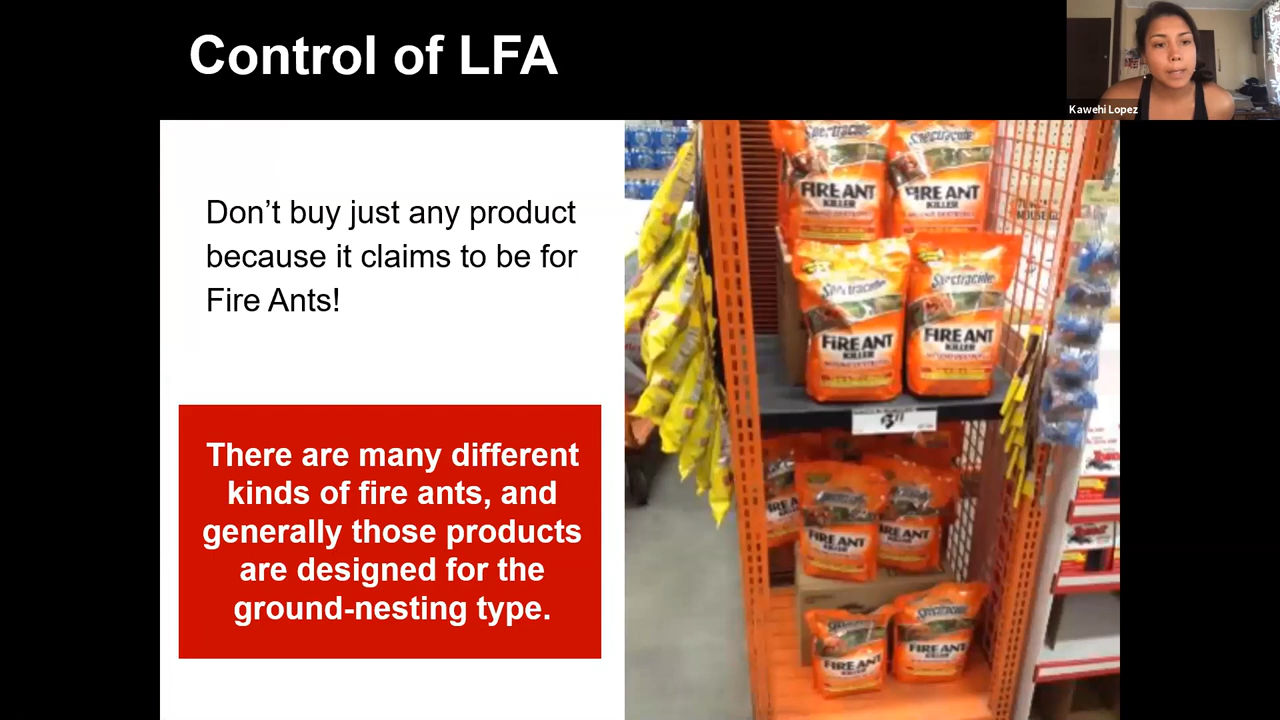 Control of LFA
Kawehi Lopez
Don’t buy just any product
because it claims to be for
Fire Ants!
There are many different
kinds of fire ants, and
generally those products
are designed for the
ground-nesting type.
Spectracide
Spectracide
FIRE ANT
KILLER
FIRE ANT
KILLER
Spectracide
Spectracide
FIRE ANT
KILLER
FIRE ANT
KILLER
FIRE ANT
FIRE ANT
Spectracide
FIRE ANT
KILLER
FIRE ANT
KILLER